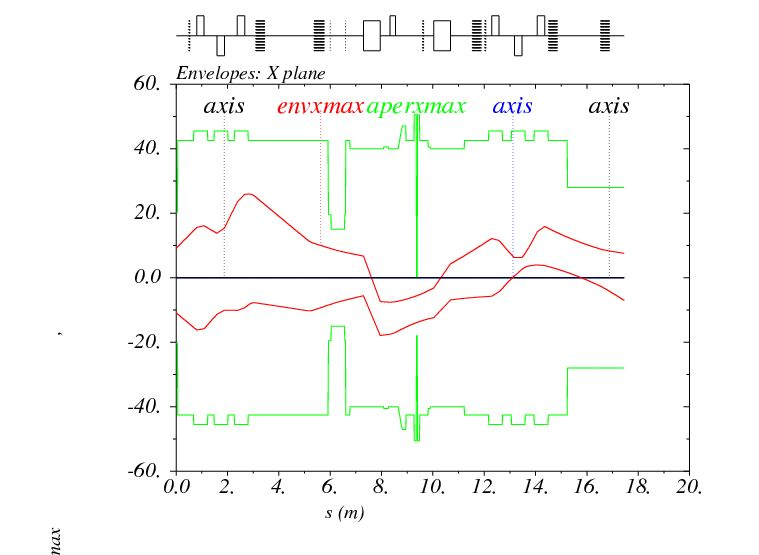 Envelopes: X plane
60.
axis envxmax aperxmax axis axis
40.
20.
0.0
-20.
-40.
-60.
0.0 2. 4. 6. 8. 10. 12. 14. 16. 18. 20.
s (m)
,
max